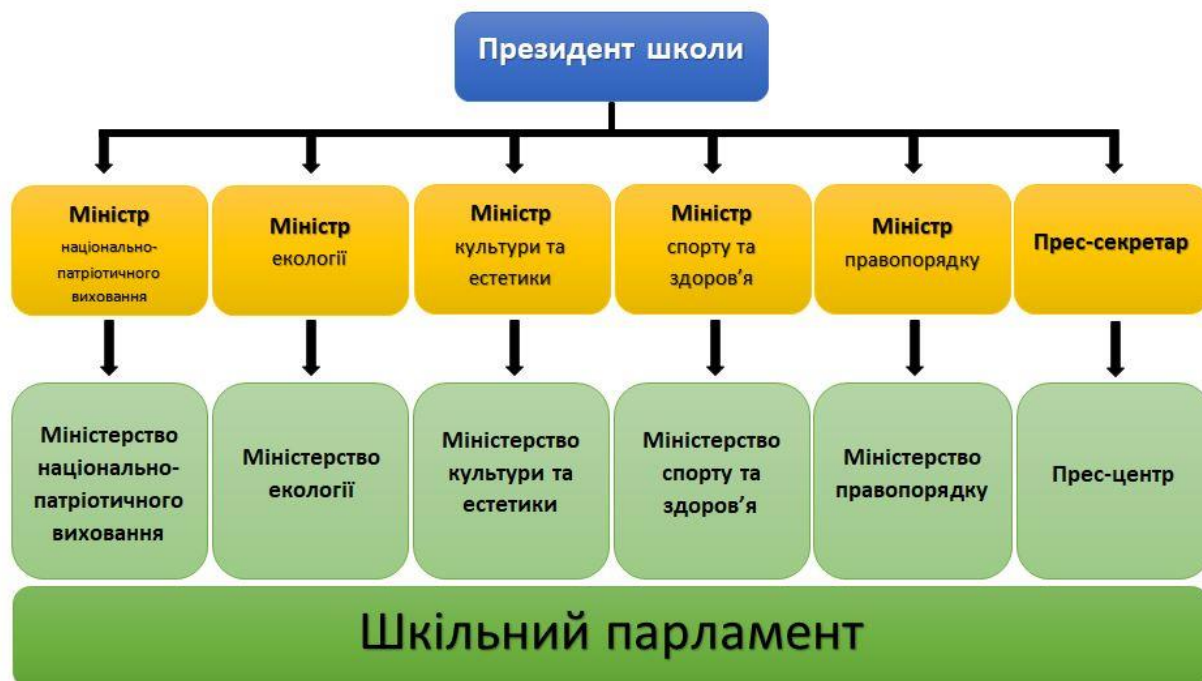 Президент школи
Міністр
національно-
патріотичного
виховання
Міністр
екології
Міністр
культури та
естетики
Міністр
спорту та
здоров’я
Міністр
правопорядку
Прес-секретар
Міністерство
національно-
патріотичного
виховання
Міністерство
екології
Міністерство
культури та
естетики
Міністерство
спорту та
здоров’я
Міністерство
правопорядку
Прес-центр
Шкільний парламент